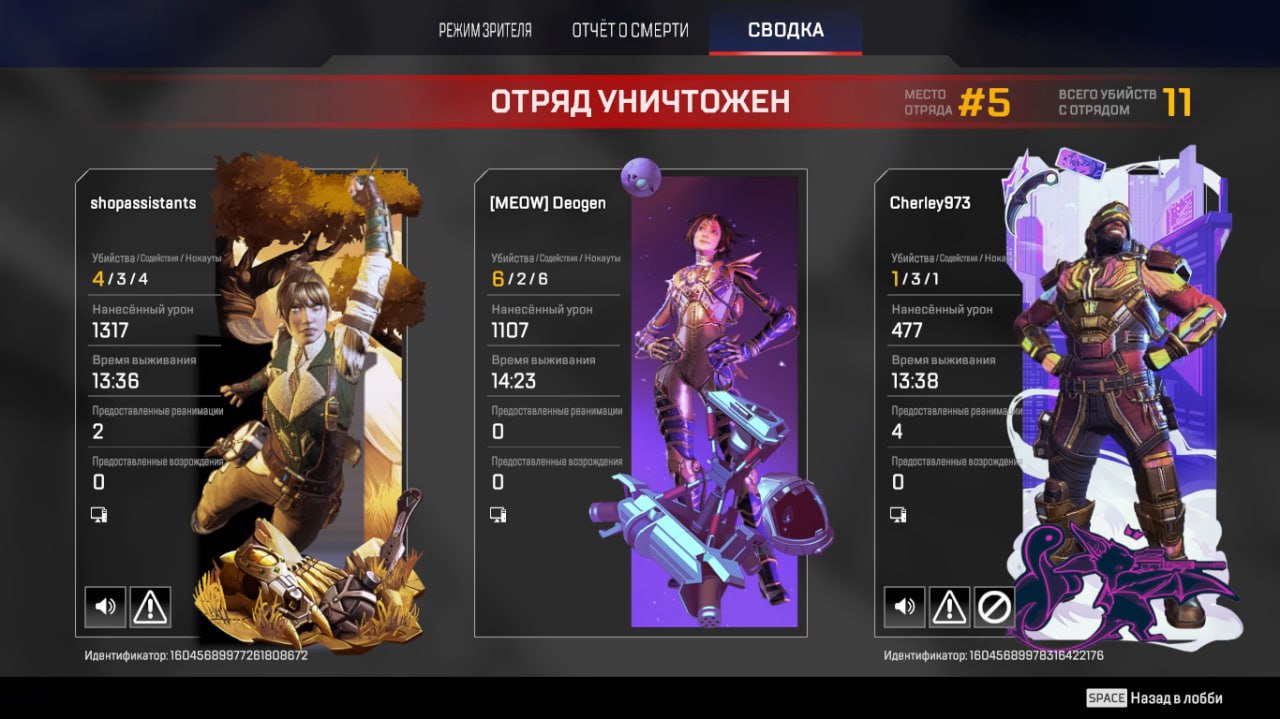 РЕЖИМ ЗРИТЕЛЯ ОТЧЁТ О СМЕРТИ СВОДКА
ОТРЯД УНИЧТОЖЕН
МЕСТО ОТРЯДА #5
ВСЕГО УБИЙСТВ С ОТРЯДОМ 11
shopassistants
Убийства / Содействия / Нокауты
4 / 3 / 4
Нанесённый урон
1317
Время выживания
13:36
Предоставленные реанимации
2
Предоставленные возрождения
0
Идентификатор: 16045689977261808672
[MEOW] Deogen
Убийства / Содействия / Нокауты
6 / 2 / 6
Нанесённый урон
1107
Время выживания
14:23
Предоставленные реанимации
0
Предоставленные возрождения
0
Cherley973
Убийства / Содействия / Нока
1 / 3 / 1
Нанесённый урон
477
Время выживания
13:38
Предоставленные реанимации
4
Предоставленные возрождения
0
Идентификатор: 16045689978316422176
SPACE Назад в лобби